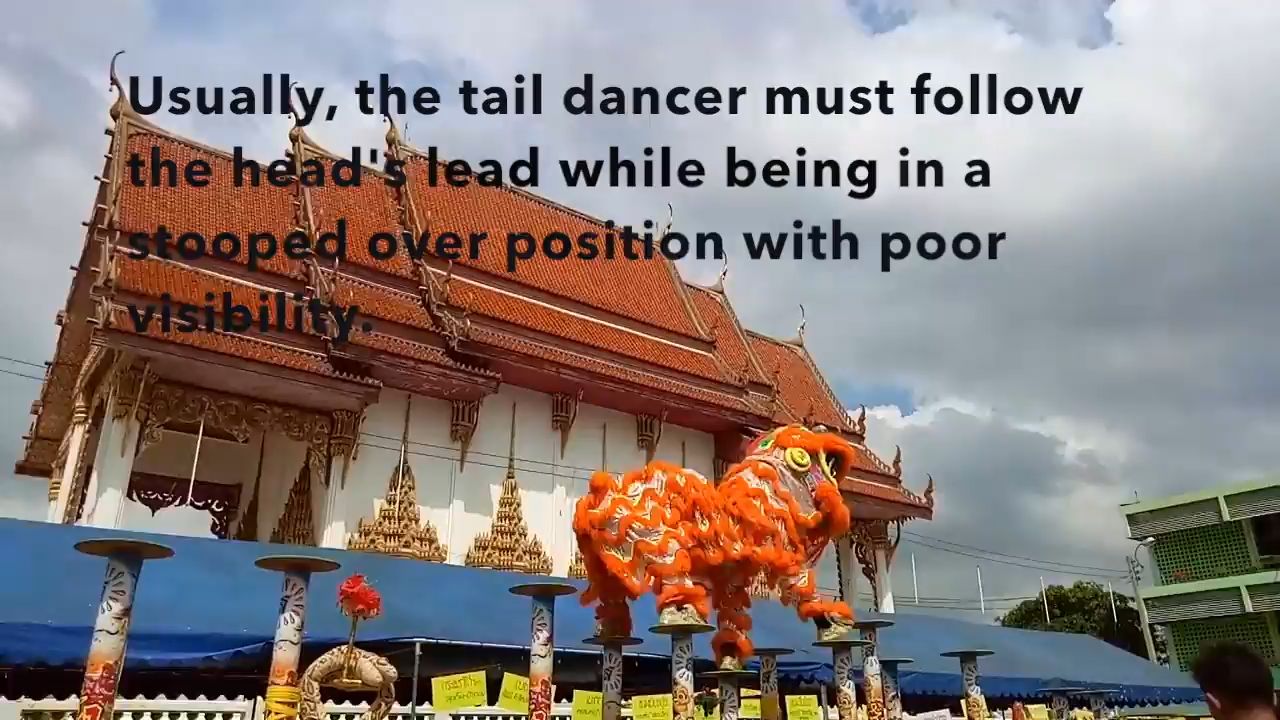 Usually, the tail dancer must follow
the head's lead while being in a
stooped over position with poor
visibility.